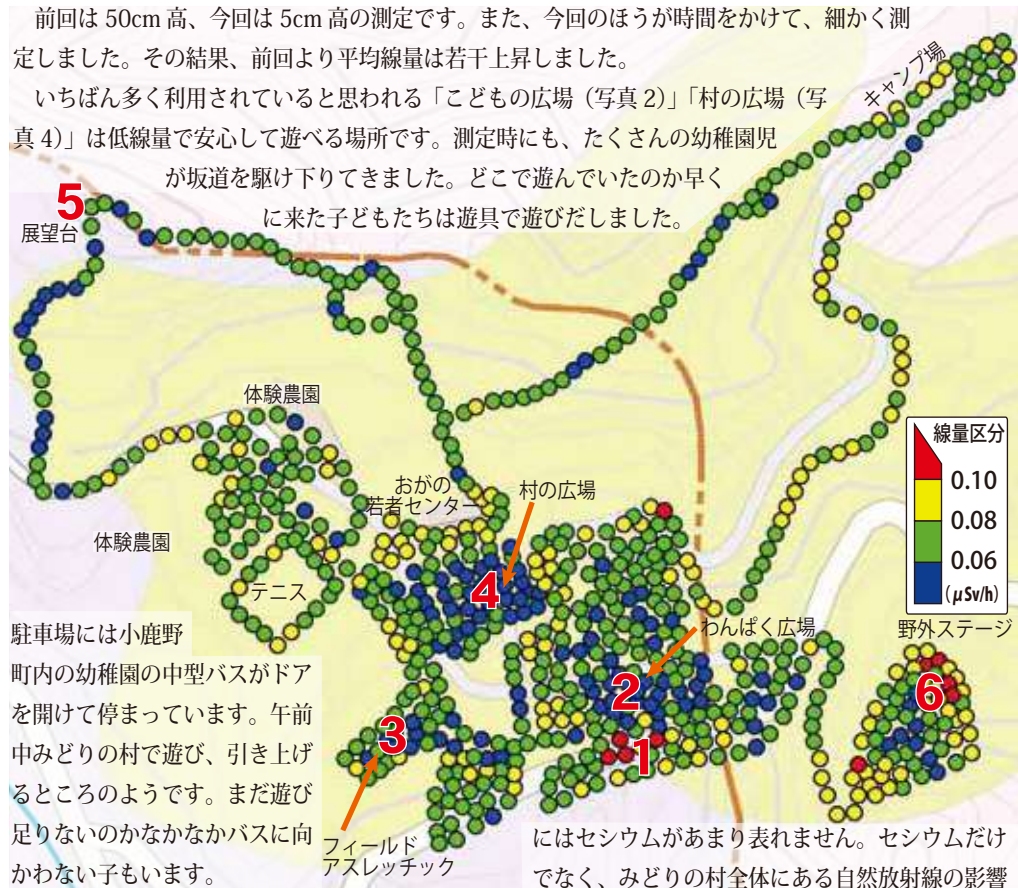 前回は 50cm 高、今回は 5cm 高の測定です。また、今回のほうが時間をかけて、細かく測
定しました。その結果、前回より平均線量は若干上昇しました。
いちばん多く利用されていると思われる「こどもの広場（写真 2）」「村の広場（写
真 4）」は低線量で安心して遊べる場所です。測定時にも、たくさんの幼稚園児
が坂道を駆け下りてきました。どこで遊んでいたのか早く
に来た子どもたちは遊具で遊びだしました。
キャンプ場
5
展望台
体験農園
おがの
若者センター
村の広場
体験農園
テニス
4
線量区分
0.10
0.08
0.06
(μSv/h)
野外ステージ
わんぱく広場
2
6
3
1
フィールド
アスレッチック
駐車場には小鹿野
町内の幼稚園の中型バスがドア
を開けて停まっています。午前
中みどりの村で遊び、引き上げ
るところのようです。まだ遊び
足りないのかなかなかバスに向
かわない子もいます。
にはセシウムがあまり表れません。セシウムだけ
でなく、みどりの村全体にある自然放射線の影響